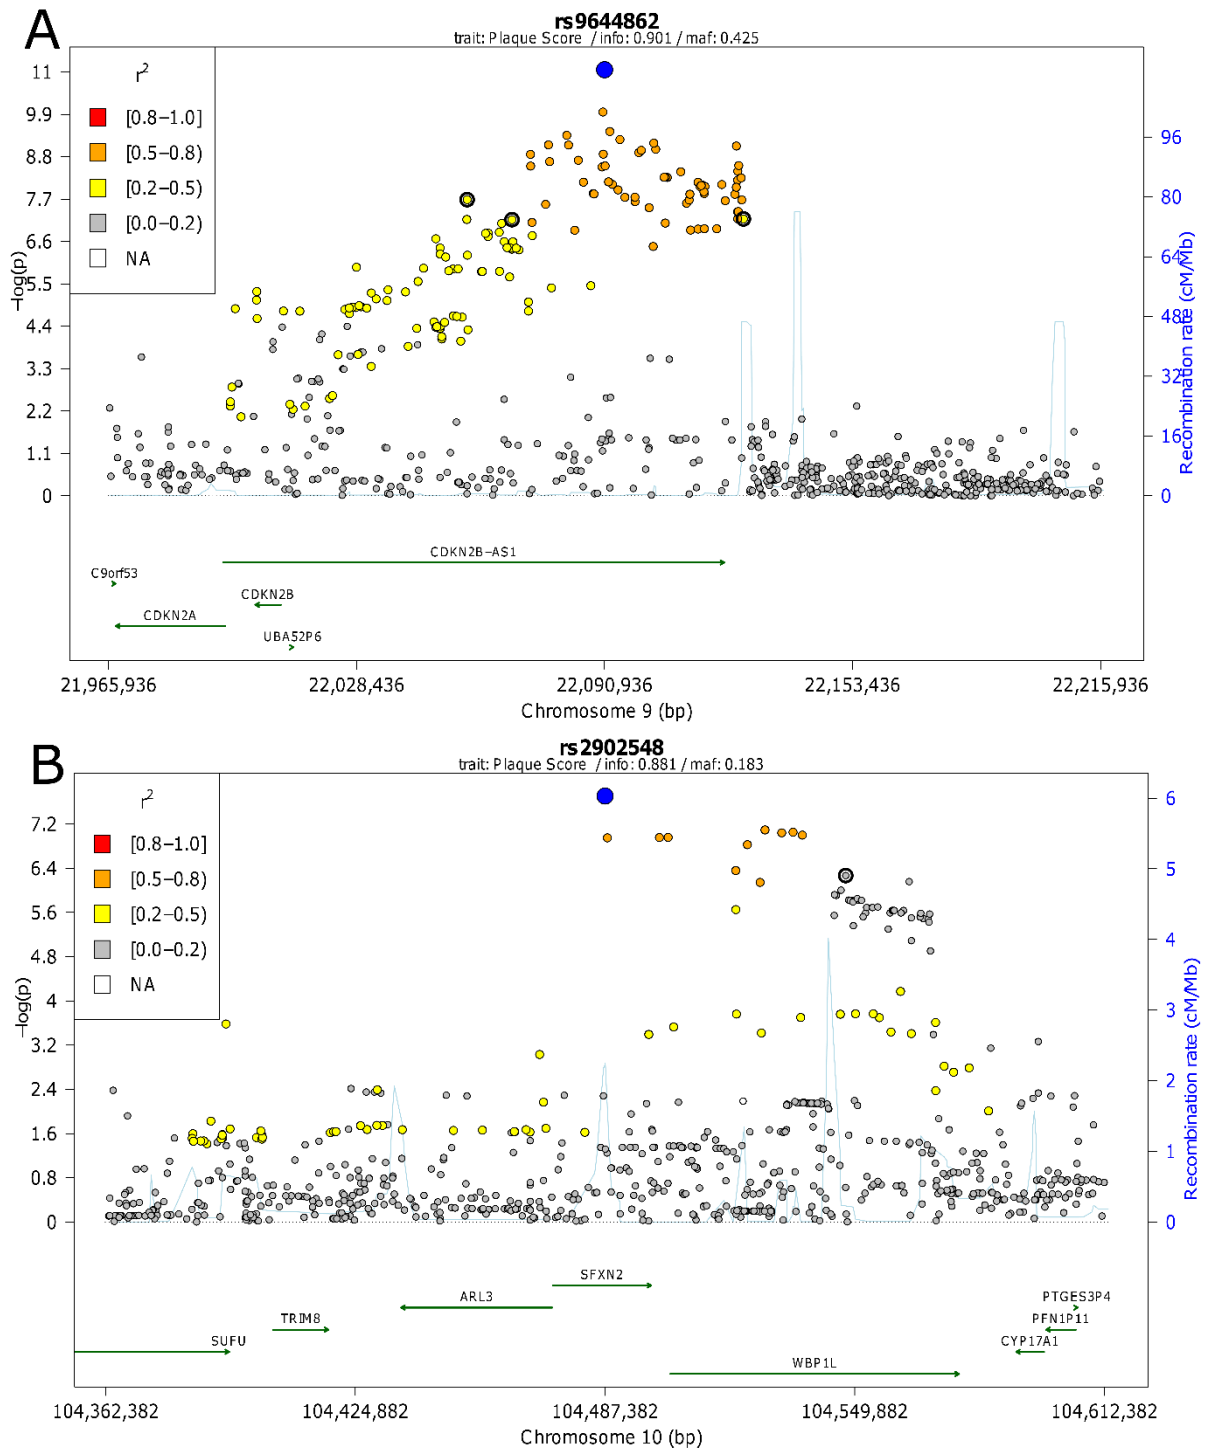 A
rs9644862
trait: Plaque Score / info: 0.901 / maf: 0.425
r2
[0.8−1.0]
[0.5−0.8)
[0.2−0.5)
[0.0−0.2)
NA
11
9.9
8.8
7.7
6.6
5.5
4.4
3.3
2.2
1.1
0
−log(p)
96
80
64
48
32
16
0
Recombination rate (cM/Mb)
CDKN2B−AS1
C9orf53
CDKN2B
CDKN2A
UBA52P6
21,965,936 22,028,436 22,090,936 22,153,436 22,215,936
Chromosome 9 (bp)
B
rs2902548
trait: Plaque Score / info: 0.881 / maf: 0.183
r2
[0.8−1.0]
[0.5−0.8)
[0.2−0.5)
[0.0−0.2)
NA
7.2
6.4
5.6
4.8
4
3.2
2.4
1.6
0.8
0
−log(p)
6
5
4
3
2
1
0
Recombination rate (cM/Mb)
SFXN2
ARL3
PTGES3P4
TRIM8
PFN1P11
SUFU
CYP17A1
WBP1L
104,362,382 104,424,882 104,487,382 104,549,882 104,612,382
Chromosome 10 (bp)